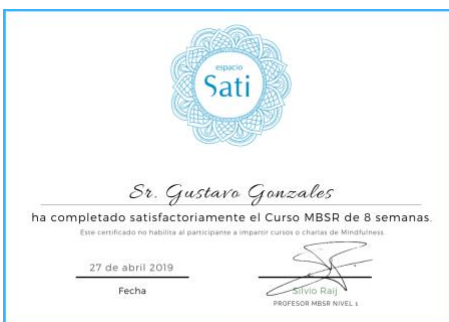 espacio
Sati
Sr. Gustavo Gonzales
ha completado satisfactoriamente el Curso MBSR de 8 semanas.
Este certificado no habilita al participante a impartir cursos o charlas de Mindfulness.
27 de abril 2019
Fecha
Silvio Raij
PROFESOR MBSR NIVEL 1